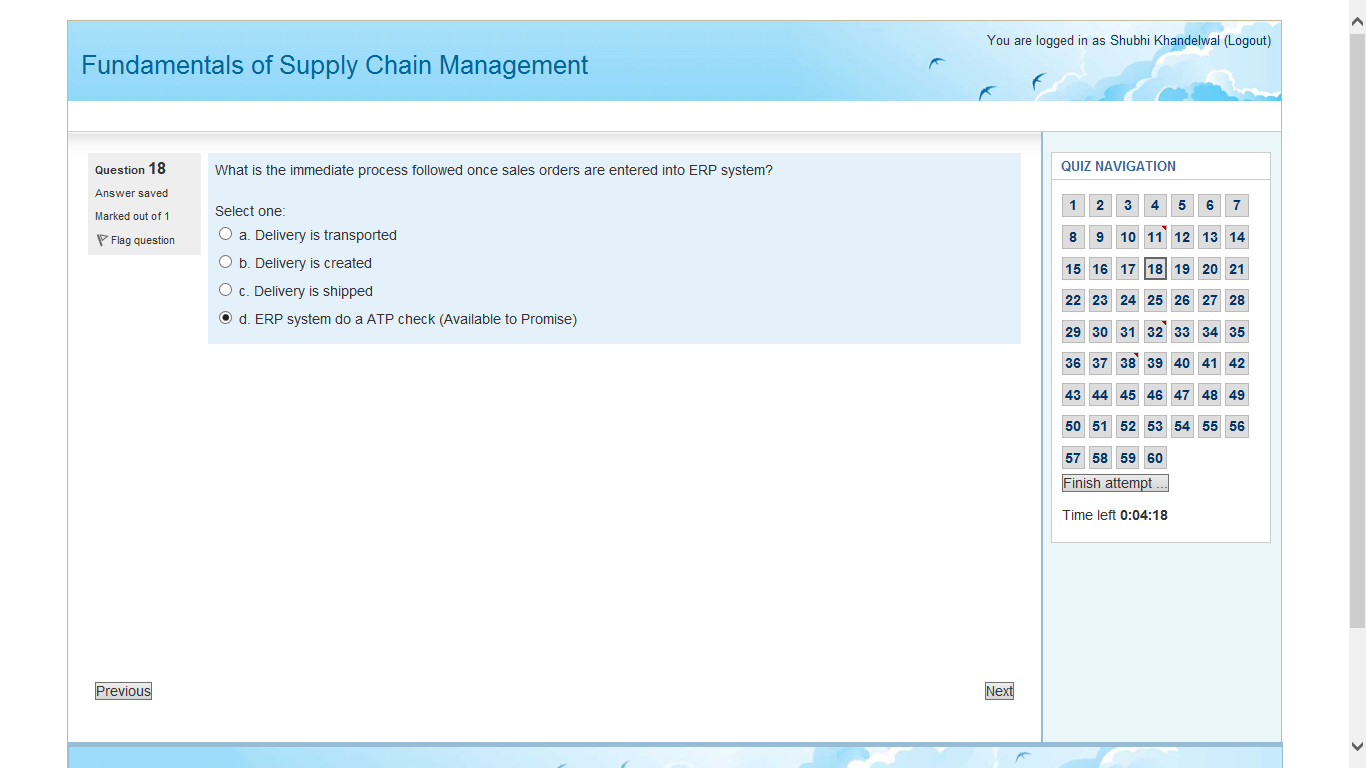 You are logged in as Shubhi Khandelwal (Logout)
Fundamentals of Supply Chain Management
Question 18
Answer saved
Marked out of 1
Flag question
What is the immediate process followed once sales orders are entered into ERP system?
Select one:
a. Delivery is transported
b. Delivery is created
c. Delivery is shipped
d. ERP system do a ATP check (Available to Promise)
Previous
Next
QUIZ NAVIGATION
1 2 3 4 5 6 7
8 9 10 11 12 13 14
15 16 17 18 19 20 21
22 23 24 25 26 27 28
29 30 31 32 33 34 35
36 37 38 39 40 41 42
43 44 45 46 47 48 49
50 51 52 53 54 55 56
57 58 59 60
Finish attempt ...
Time left 0:04:18